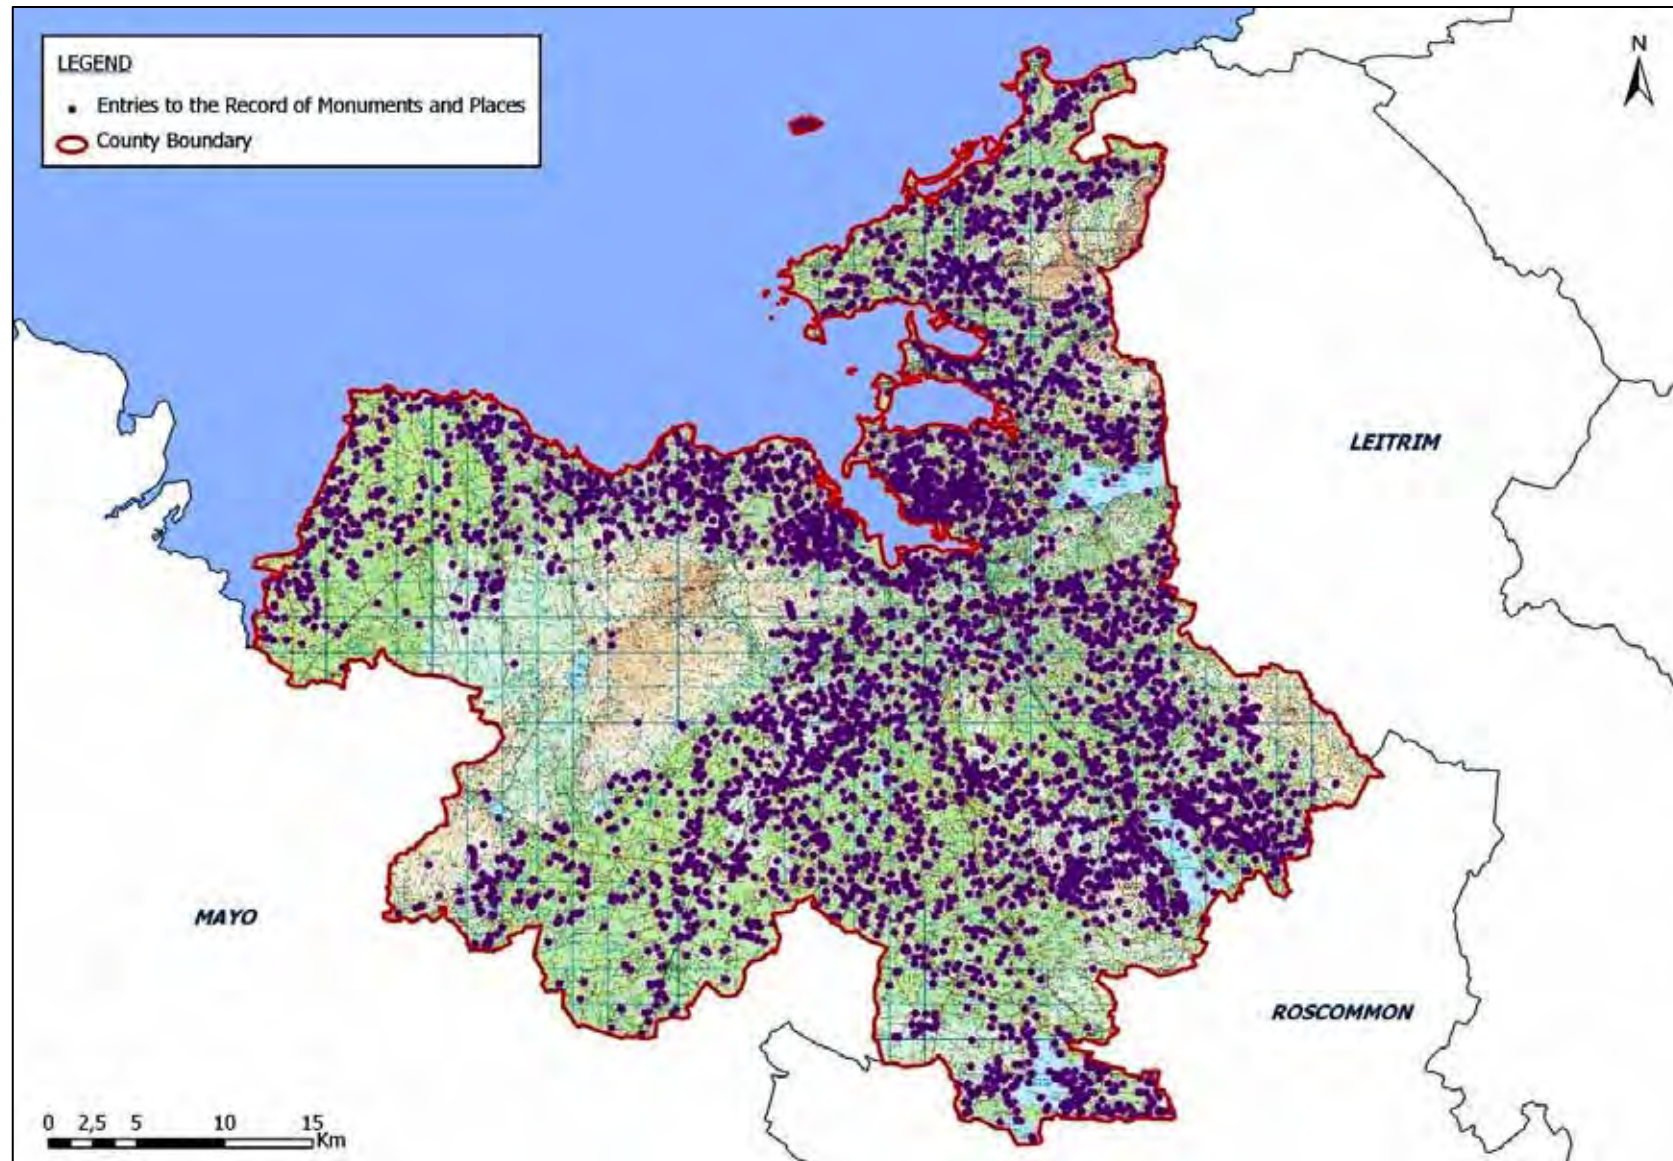 LEGEND
Entries to the Record of Monuments and Places
County Boundary
N
LEITRIM
MAYO
ROSCOMMON
0 2,5 5 10 15
Km